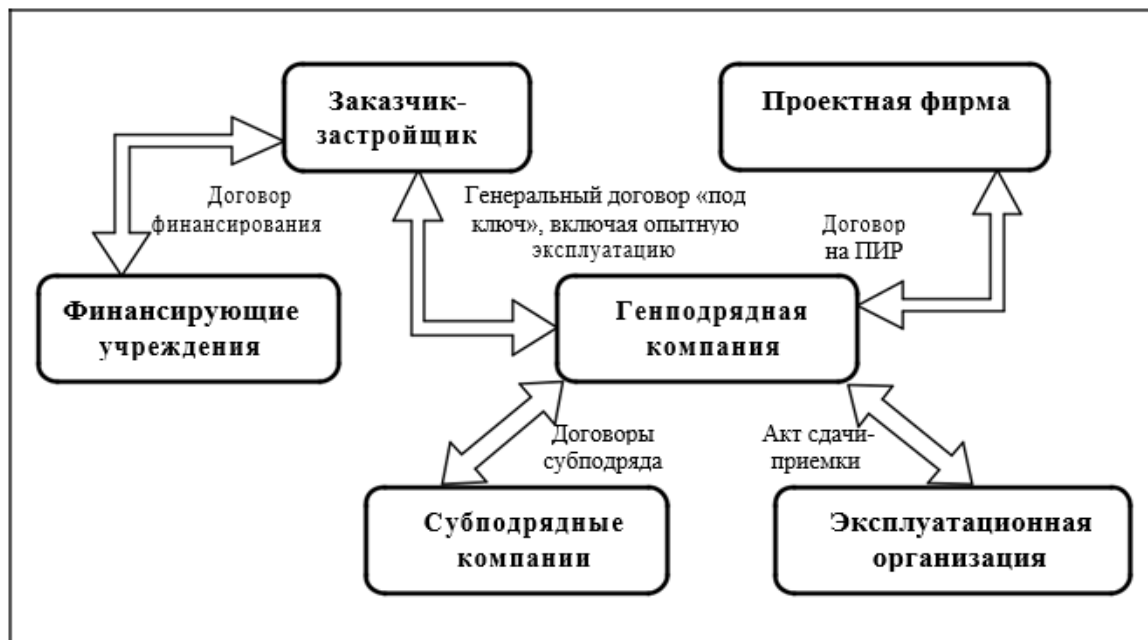 Заказчик-
застройщик
Проектная фирма
Договор
финансирования
Генеральный договор «под
ключ», включая опытную
эксплуатацию
Договор
на ПИР
Финансирующие
учреждения
Генподрядная
компания
Договоры
субподряда
Акт сдачи-
приемки
Субподрядные
компании
Эксплуатационная
организация